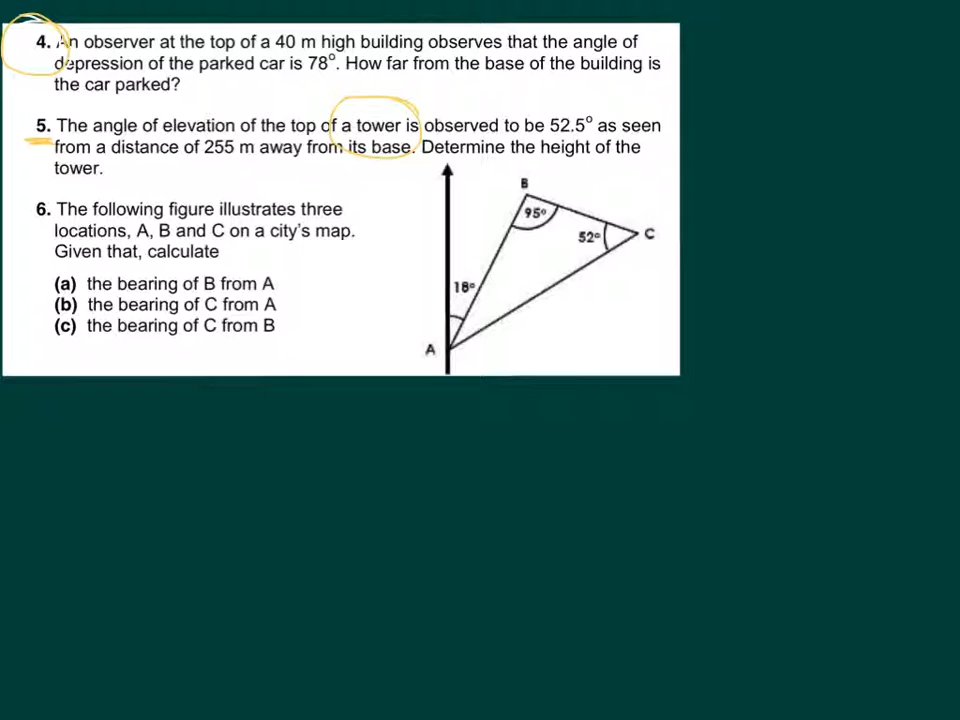 4. An observer at the top of a 40 m high building observes that the angle of
depression of the parked car is 78°. How far from the base of the building is
the car parked?
5. The angle of elevation of the top of a tower is observed to be 52.5° as seen
from a distance of 255 m away from its base. Determine the height of the
tower.
6. The following figure illustrates three
locations, A, B and C on a city's map.
Given that, calculate
(a) the bearing of B from A
(b) the bearing of C from A
(c) the bearing of C from B
B
95°
52°
C
18°
A